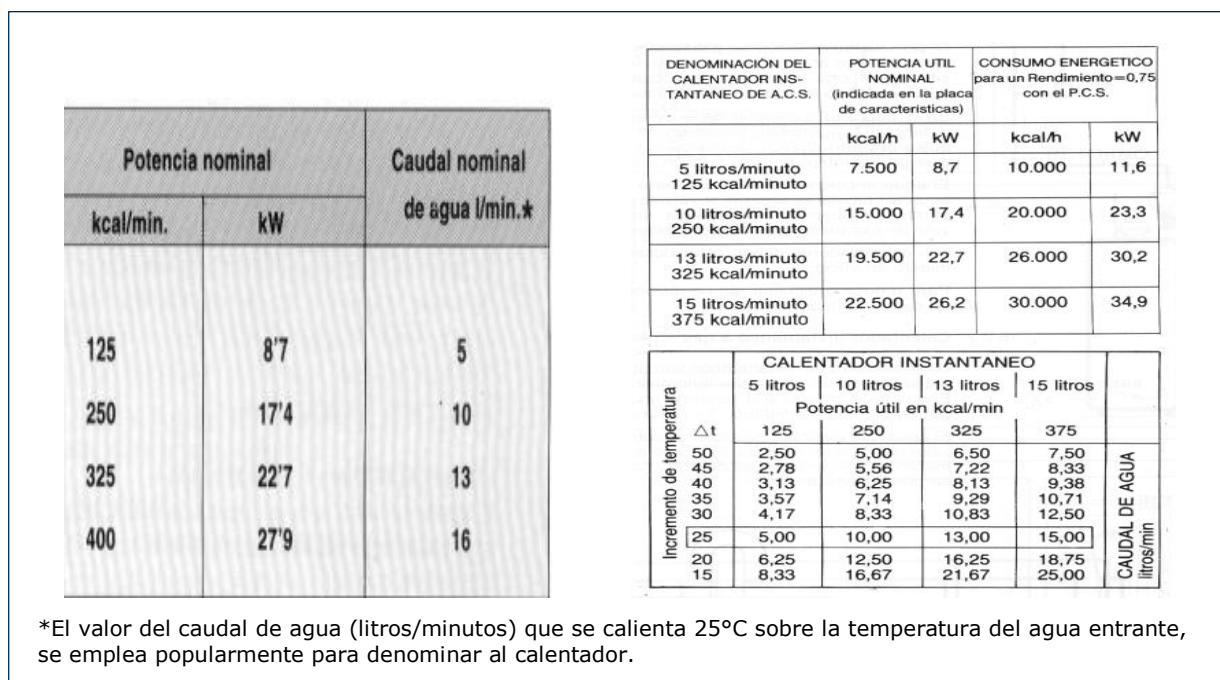 Potencia nominal
Caudal nominal
de agua l/min.★
kcal/min.
kW
125 8'7 5
250 17'4 10
325 22'7 13
400 27'9 16
DENOMINACIÓN DEL
CALENTADOR INS-
TANTANEO DE A.C.S.
POTENCIA UTIL
NOMINAL
(indicada en la placa
de características)
CONSUMO ENERGETICO
para un Rendimiento=0,75
con el P.C.S.
kcal/h kW kcal/h kW
5 litros/minuto 7.500 8,7 10.000 11,6
125 kcal/minuto
10 litros/minuto 15.000 17,4 20.000 23,3
250 kcal/minuto
13 litros/minuto 19.500 22,7 26.000 30,2
325 kcal/minuto
15 litros/minuto 22.500 26,2 30.000 34,9
375 kcal/minuto
CALENTADOR INSTANTANEO
5 litros 10 litros 13 litros 15 litros
Potencia útil en kcal/min
Incremento de temperatura
△t 125 250 325 375
50 2,50 5,00 6,50 7,50
45 2,78 5,56 7,22 8,33
40 3,13 6,25 8,13 9,38
35 3,57 7,14 9,29 10,71
30 4,17 8,33 10,83 12,50
25 5,00 10,00 13,00 15,00
20 6,25 12,50 16,25 18,75
15 8,33 16,67 21,67 25,00
CAUDAL DE AGUA
litros/min
*El valor del caudal de agua (litros/minutos) que se calienta 25°C sobre la temperatura del agua entrante,
se emplea popularmente para denominar al calentador.